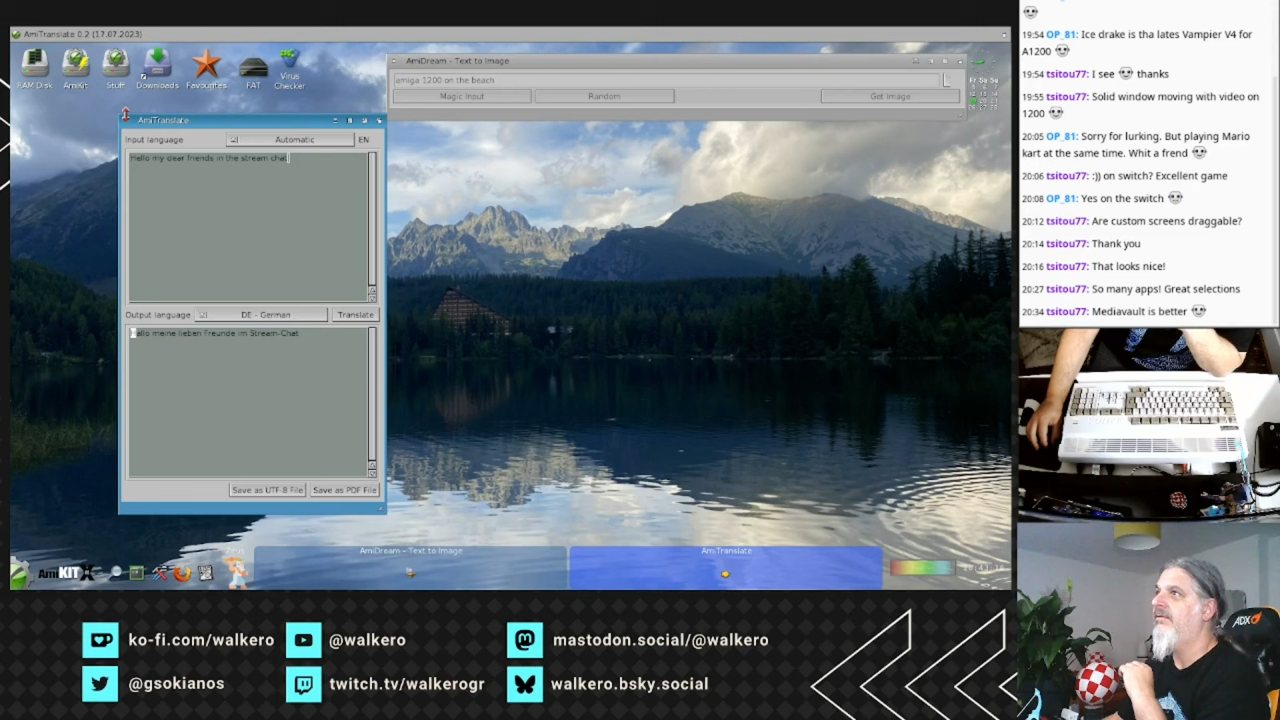 AmiTranslate 0.2 (17.07.2023)
RAM Disk
AmiKit
Stuff
Downloads
Favourites
FAT
Virus
Checker
AmiDream - Text to Image
amiga 1200 on the beach
Magic Input
Random
Get Image
Fr Sa Su
AmiTranslate
Input language
Automatic
EN
Hello my dear friends in the stream chat
Output language
DE - German
Translate
Hallo meine lieben Freunde im Stream-Chat
Save as UTF-8 File
Save as PDF File
AmiKIT X
AmiDream - Text to Image
AmiTranslate
19:54 OP_81: Ice drake is tha lates Vampier V4 for
A1200
19:54 tsitou77: I see thanks
19:55 tsitou77: Solid window moving with video on
1200
20:05 OP_81: Sorry for lurking. But playing Mario
kart at the same time. Whit a frend
20:06 tsitou77: :)) on switch? Excellent game
20:08 OP_81: Yes on the switch
20:12 tsitou77: Are custom screens draggable?
20:14 tsitou77: Thank you
20:16 tsitou77: That looks nice!
20:27 tsitou77: So many apps! Great selections
20:34 tsitou77: Mediavault is better
ADX
ko-fi.com/walkero
@walkero
mastodon.social/@walkero
@gsokianos
twitch.tv/walkerogr
walkero.bsky.social